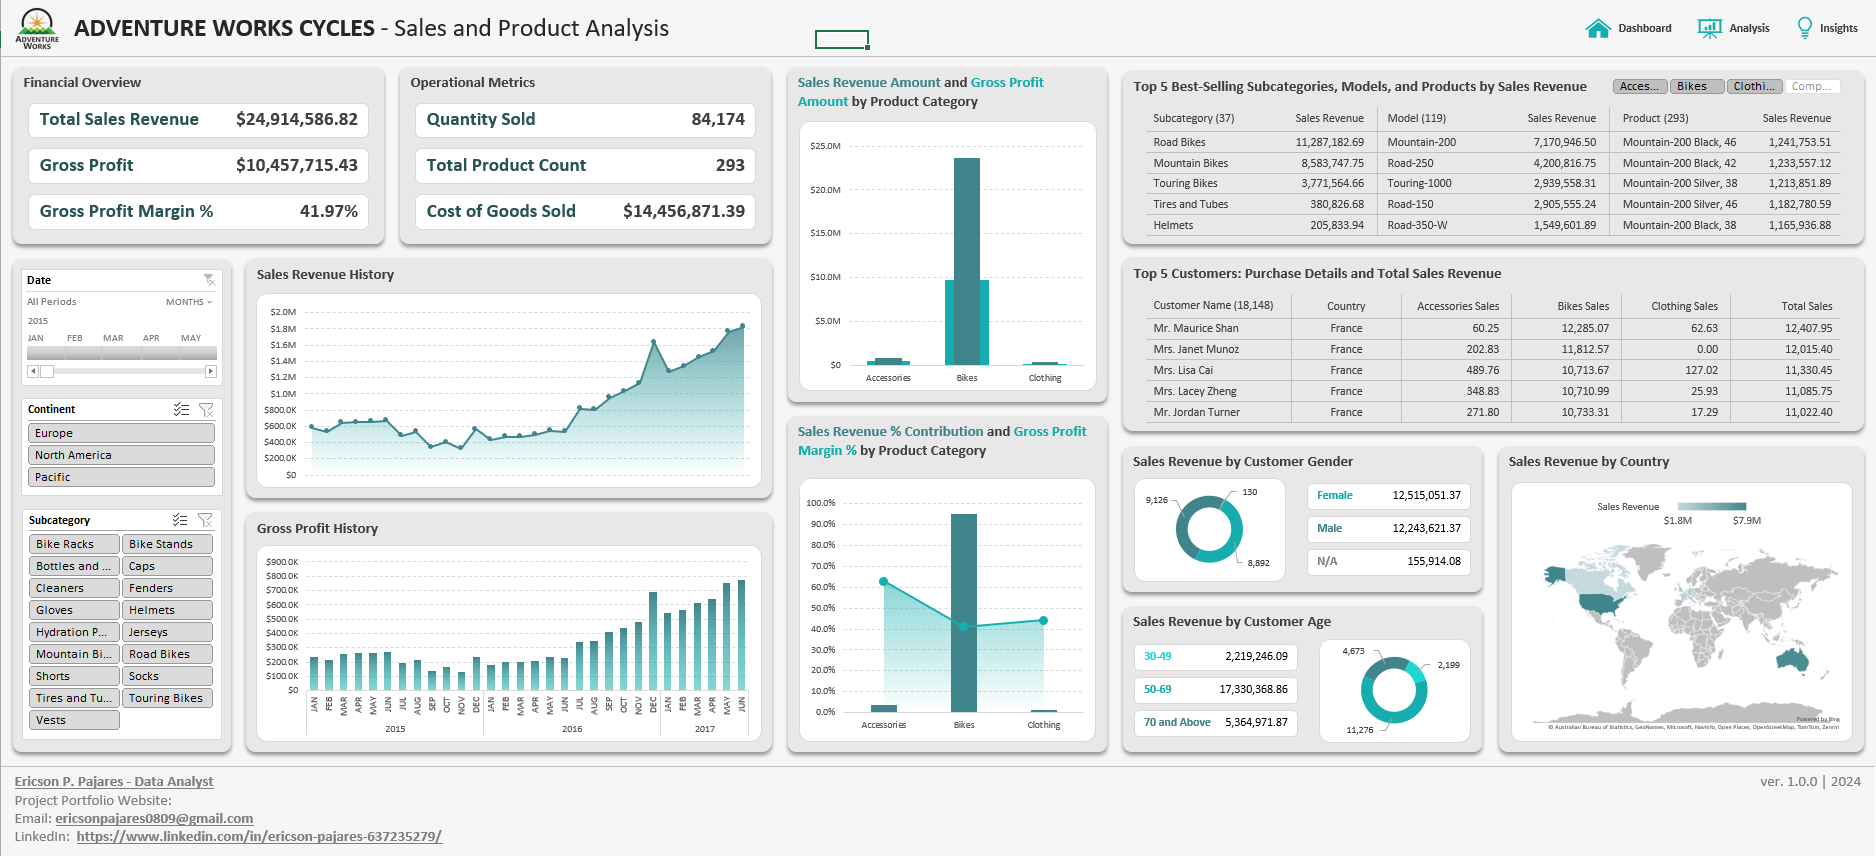 ADVENTURE WORKS
ADVENTURE WORKS CYCLES - Sales and Product Analysis
Dashboard
Analysis
Insights
Financial Overview
Total Sales Revenue $24,914,586.82
Gross Profit $10,457,715.43
Gross Profit Margin % 41.97%
Operational Metrics
Quantity Sold 84,174
Total Product Count 293
Cost of Goods Sold $14,456,871.39
Date
All Periods MONTHS
2015
JAN FEB MAR APR MAY
Continent
Europe
North America
Pacific
Subcategory
Bike Racks Bike Stands
Bottles and ... Caps
Cleaners Fenders
Gloves Helmets
Hydration P... Jerseys
Mountain Bi... Road Bikes
Shorts Socks
Tires and Tu... Touring Bikes
Vests
Sales Revenue History
$2.0M
$1.8M
$1.6M
$1.4M
$1.2M
$1.0M
$800.0K
$600.0K
$400.0K
$200.0K
$0
Gross Profit History
$900.0K
$800.0K
$700.0K
$600.0K
$500.0K
$400.0K
$300.0K
$200.0K
$100.0K
$0
JAN FEB MAR APR MAY JUN JUL AUG SEP OCT NOV DEC JAN FEB MAR APR MAY JUN JUL AUG SEP OCT NOV DEC JAN FEB MAR APR MAY JUN
2015 2016 2017
Sales Revenue Amount and Gross Profit
Amount by Product Category
$25.0M
$20.0M
$15.0M
$10.0M
$5.0M
$0
Accessories Bikes Clothing
Sales Revenue % Contribution and Gross Profit
Margin % by Product Category
100.0%
90.0%
80.0%
70.0%
60.0%
50.0%
40.0%
30.0%
20.0%
10.0%
0.0%
Accessories Bikes Clothing
Top 5 Best-Selling Subcategories, Models, and Products by Sales Revenue
Acces... Bikes Clothi... Comp...
Subcategory (37) Sales Revenue Model (119) Sales Revenue Product (293) Sales Revenue
Road Bikes 11,287,182.69 Mountain-200 7,170,946.50 Mountain-200 Black, 46 1,241,753.51
Mountain Bikes 8,583,747.75 Road-250 4,200,816.75 Mountain-200 Black, 42 1,233,557.12
Touring Bikes 3,771,564.66 Touring-1000 2,939,558.31 Mountain-200 Silver, 38 1,213,851.89
Tires and Tubes 380,826.68 Road-150 2,905,555.24 Mountain-200 Silver, 46 1,182,780.59
Helmets 205,833.94 Road-350-W 1,549,601.89 Mountain-200 Black, 38 1,165,936.88
Top 5 Customers: Purchase Details and Total Sales Revenue
Customer Name (18,148) Country Accessories Sales Bikes Sales Clothing Sales Total Sales
Mr. Maurice Shan France 60.25 12,285.07 62.63 12,407.95
Mrs. Janet Munoz France 202.83 11,812.57 0.00 12,015.40
Mrs. Lisa Cai France 489.76 10,713.67 127.02 11,330.45
Mrs. Lacey Zheng France 348.83 10,710.99 25.93 11,085.75
Mr. Jordan Turner France 271.80 10,733.31 17.29 11,022.40
Sales Revenue by Customer Gender
9,126
130
8,892
Female 12,515,051.37
Male 12,243,621.37
N/A 155,914.08
Sales Revenue by Customer Age
30-49 2,219,246.09
50-69 17,330,368.86
70 and Above 5,364,971.87
4,673
2,199
11,276
Sales Revenue by Country
Sales Revenue
$1.8M $7.9M
Powered by Bing
© Australian Bureau of Statistics, GeoNames, Microsoft, Navinfo, Open Places, OpenStreetMap, TomTom, Zenrin
Ericson P. Pajares - Data Analyst
Project Portfolio Website:
Email: ericsonpajares0809@gmail.com
LinkedIn: https://www.linkedin.com/in/ericson-pajares-637235279/
ver. 1.0.0 | 2024